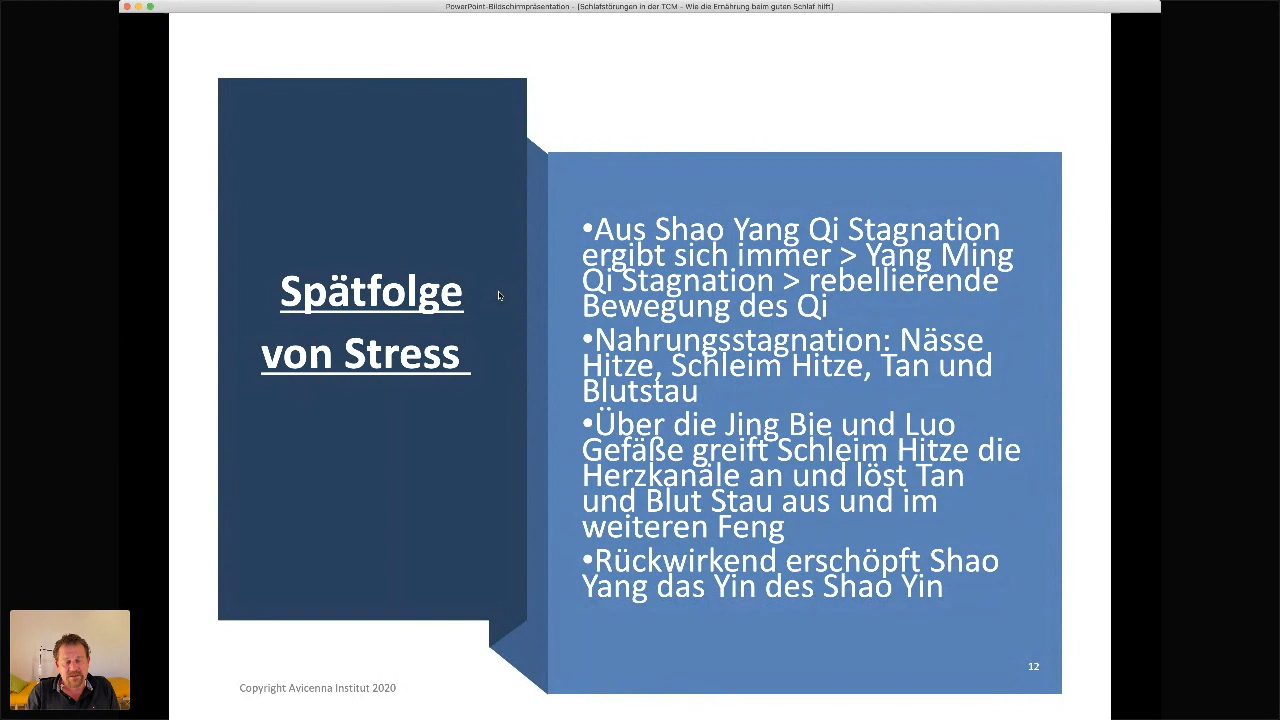 PowerPoint-Bildschirmpräsentation - [Schlafstörungen in der TCM - Wie die Ernährung beim guten Schlaf hilft]
Spätfolge
von Stress
•Aus Shao Yang Qi Stagnation
ergibt sich immer > Yang Ming
Qi Stagnation > rebellierende
Bewegung des Qi
•Nahrungsstagnation: Nässe
Hitze, Schleim Hitze, Tan und
Blutstau
•Über die Jing Bie und Luo
Gefäße greift Schleim Hitze die
Herzkanäle an und löst Tan
und Blut Stau aus und im
weiteren Feng
•Rückwirkend erschöpft Shao
Yang das Yin des Shao Yin
12
Copyright Avicenna Institut 2020